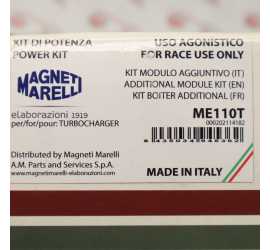 KIT DI POTENZA
POWER KIT
USO AGONISTICO
FOR RACE USE ONLY
MAGNETI
MARELLI
elaborazioni 1919
per/for/pour: TURBOCHARGER
KIT MODULO AGGIUNTIVO (IT)
ADDITIONAL MODULE KIT (EN)
KIT BOITER ADDITIONAL (FR)
ME110T
000202114182
Distributed by Magneti Marelli
A.M. Parts and Services S.p.A.
www.magnetimarelli-elaborazioni.com
MADE IN ITALY